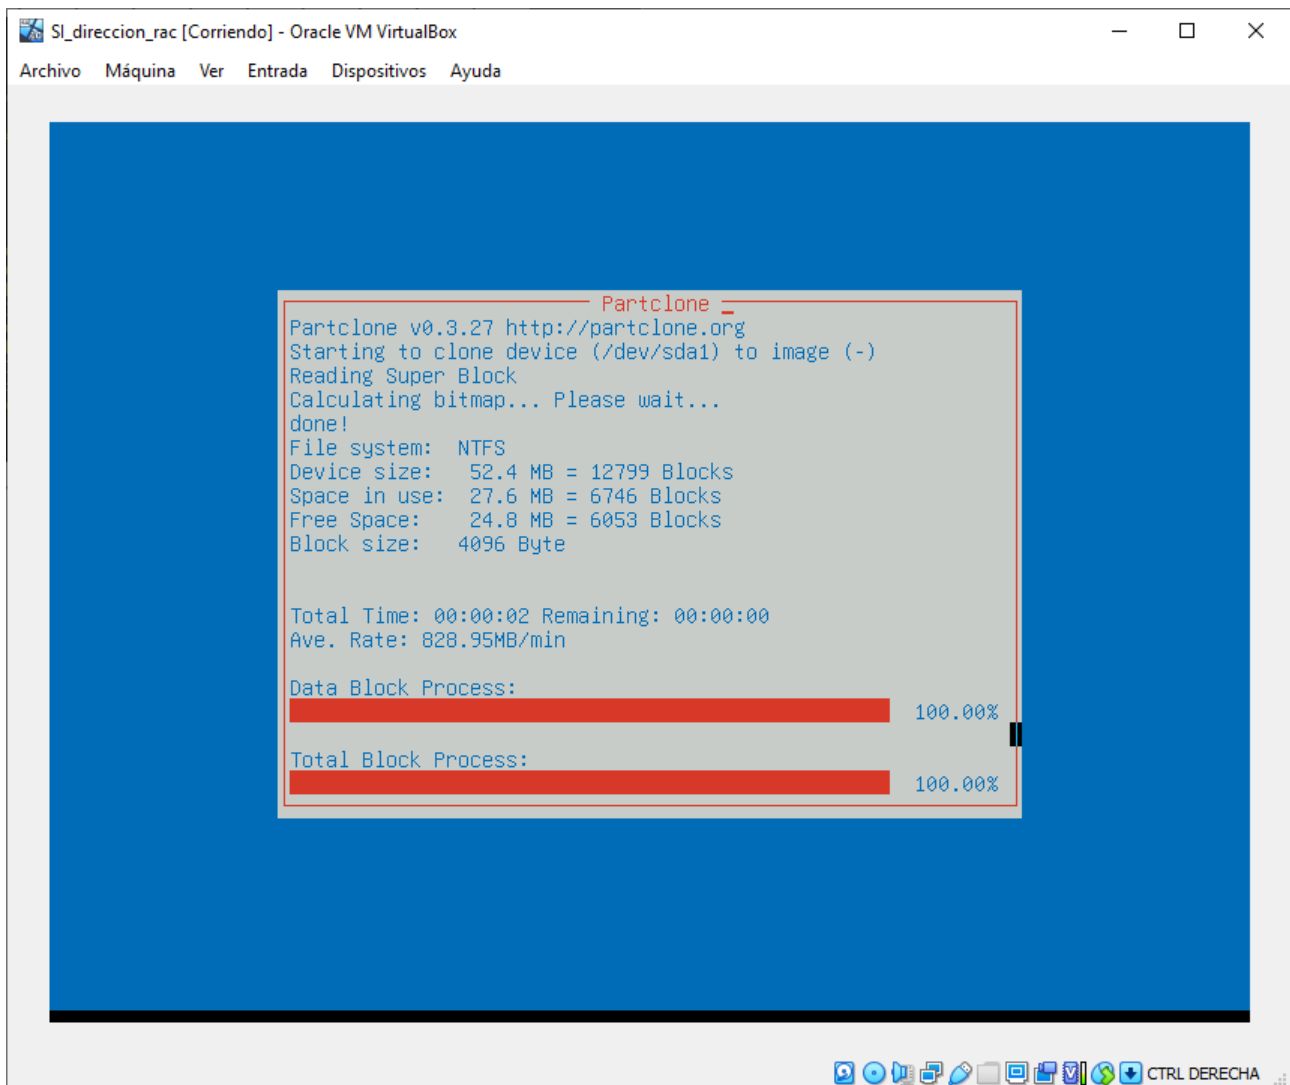 SI_direccion_rac [Corriendo] - Oracle VM VirtualBox
Archivo Máquina Ver Entrada Dispositivos Ayuda
Partclone
Partclone v0.3.27 http://partclone.org
Starting to clone device (/dev/sda1) to image (-)
Reading Super Block
Calculating bitmap... Please wait...
done!
File system: NTFS
Device size: 52.4 MB = 12799 Blocks
Space in use: 27.6 MB = 6746 Blocks
Free Space: 24.8 MB = 6053 Blocks
Block size: 4096 Byte
Total Time: 00:00:02 Remaining: 00:00:00
Ave. Rate: 828.95MB/min
Data Block Process:
100.00%
Total Block Process:
100.00%
CTRL DERECHA